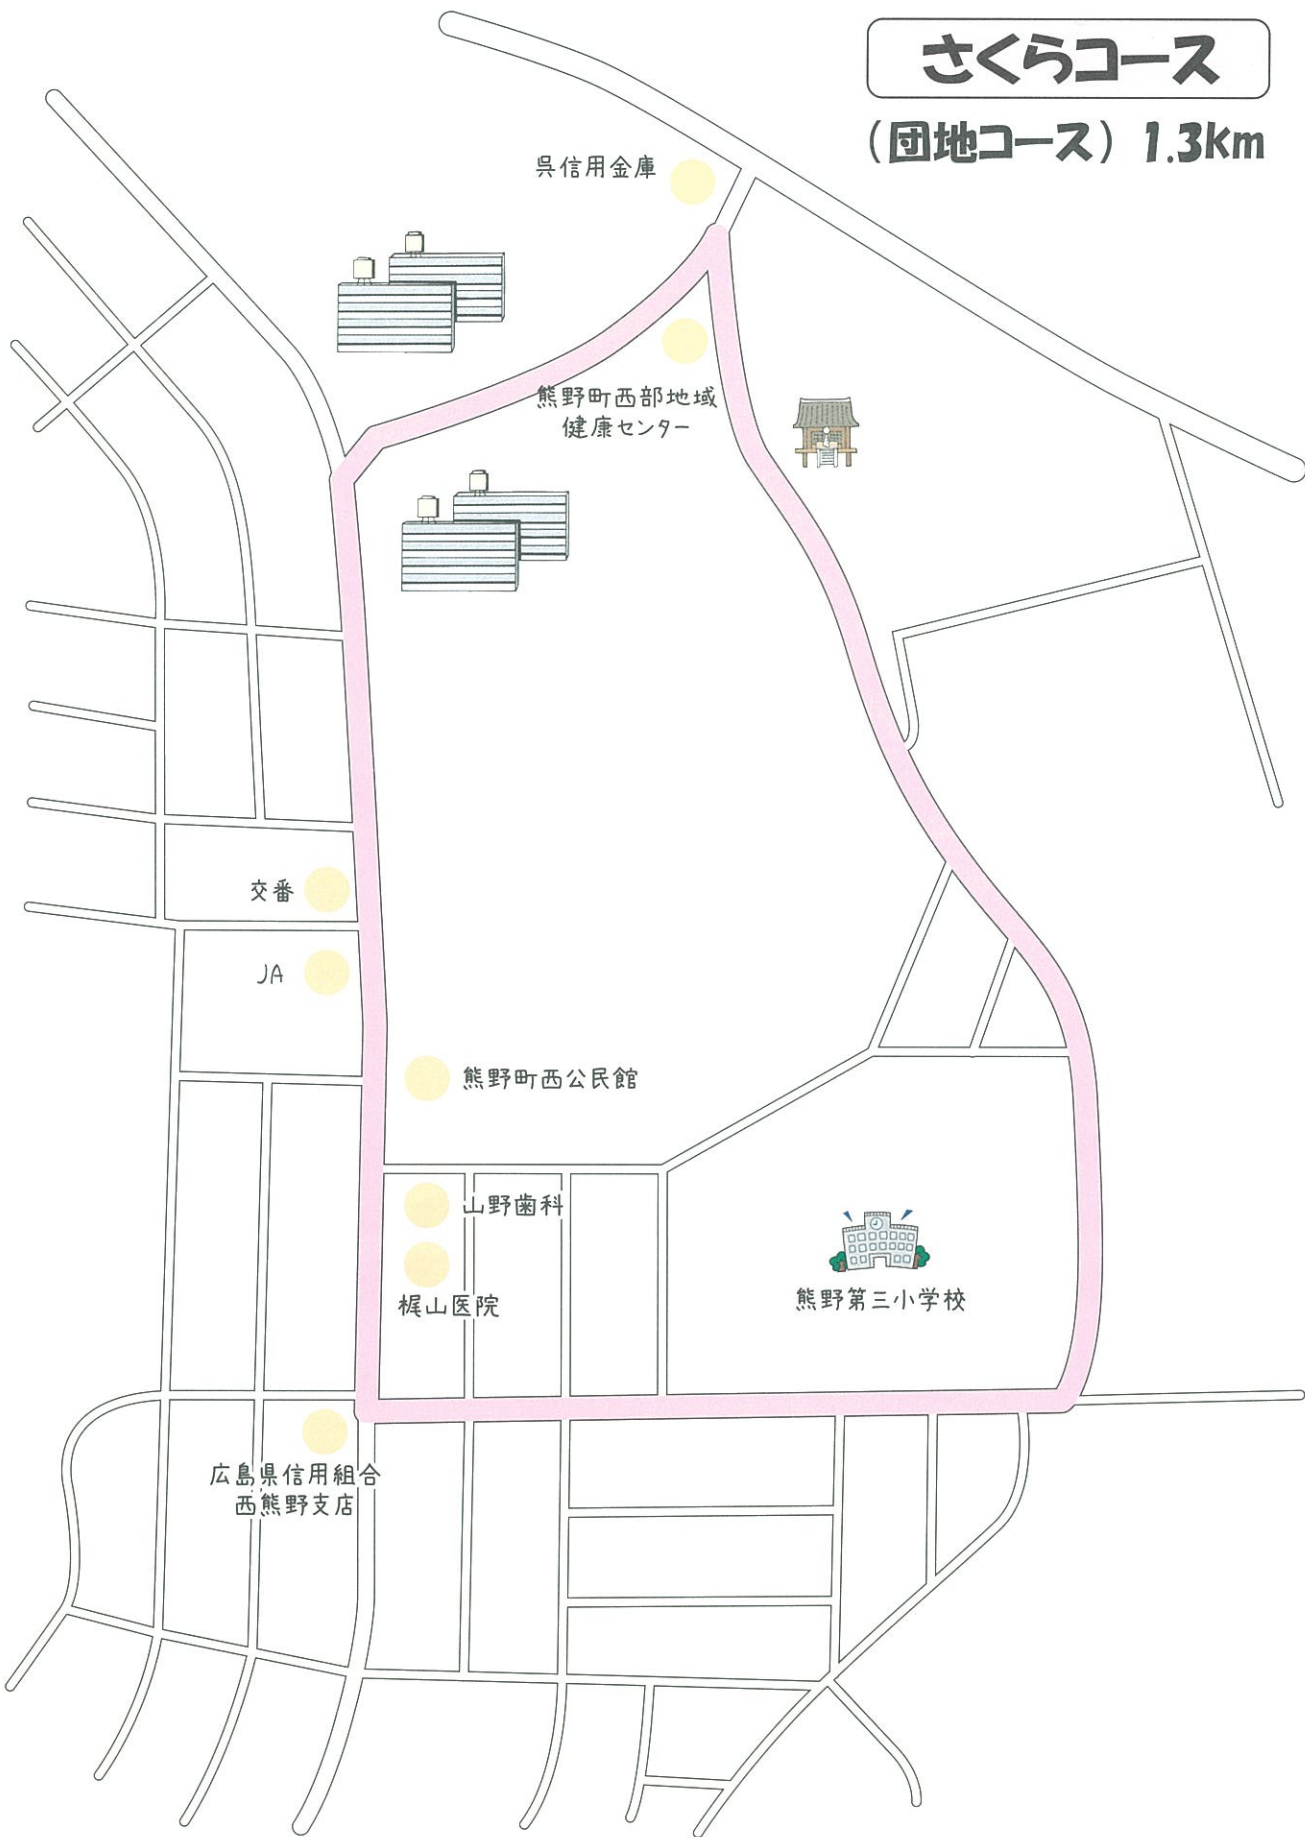 さくらコース
（団地コース）1.3km
呉信用金庫
熊野町西部地域
健康センター
交番
JA
熊野町西公民館
山野歯科
梶山医院
熊野第三小学校
広島県信用組合
西熊野支店